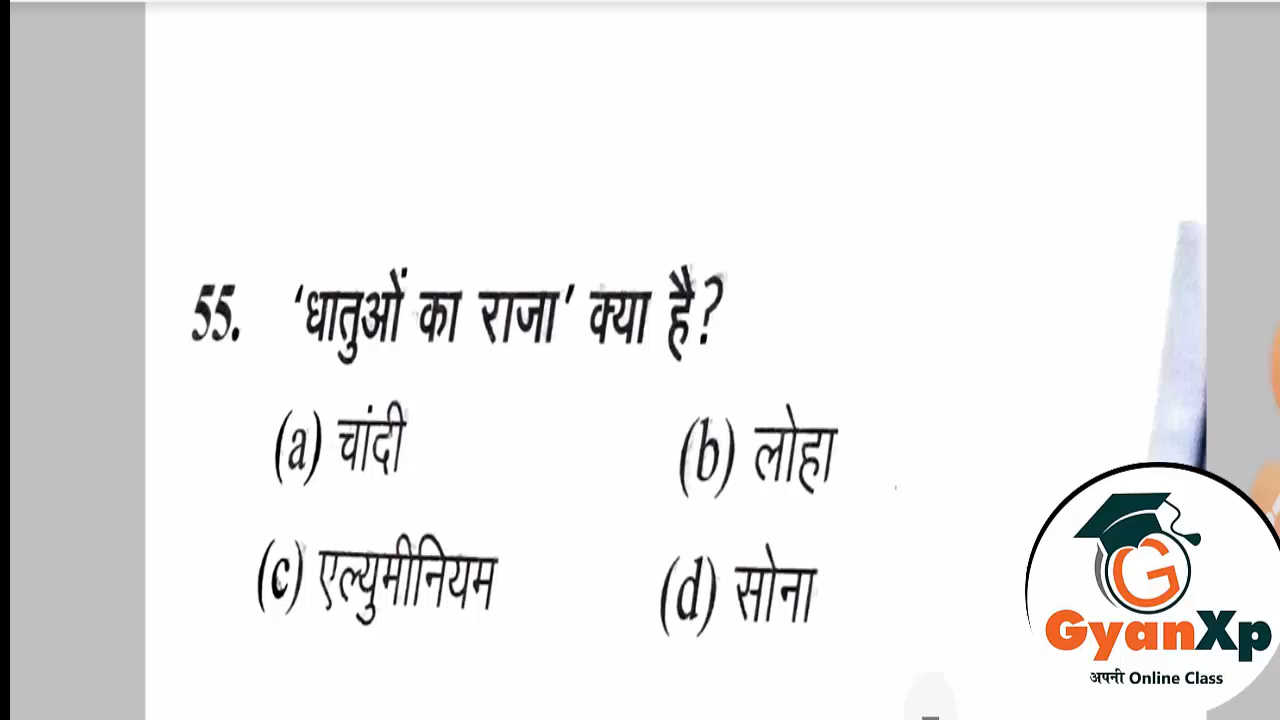 55. 'धातुओं का राजा' क्या है?
(a) चांदी (b) लोहा
(c) एल्युमीनियम (d) सोना
G
GyanXp
अपनी Online Class